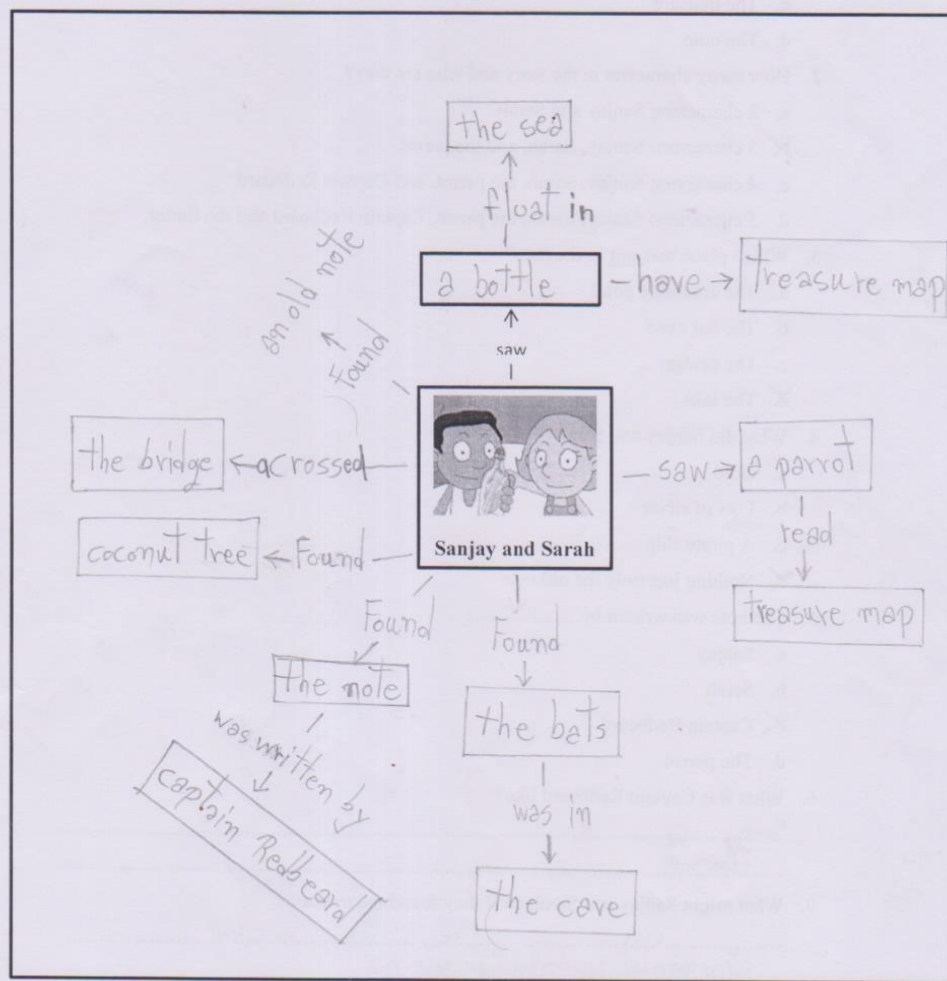 the sea
float in
a bottle
have
Treasure map
saw
an old note
Found
the bridge
acrossed
saw
a parrot
read
treasure map
coconut tree
Found
Sanjay and Sarah
Found
the note
was written by
captain Redbeard
Found
the bats
was in
the cave